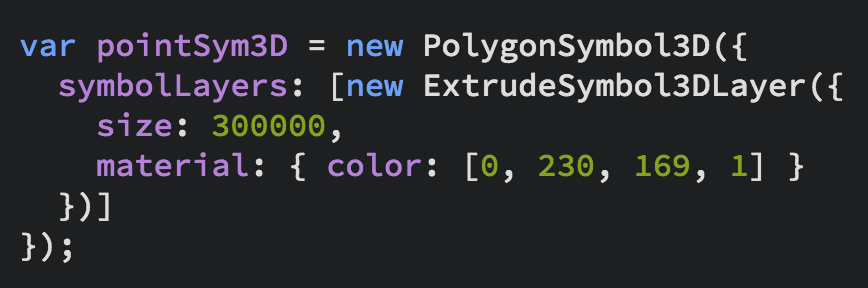 var pointSym3D = new PolygonSymbol3D({
  symbolLayers: [new ExtrudeSymbol3DLayer({
    size: 300000,
    material: { color: [0, 230, 169, 1] }
  })]
});